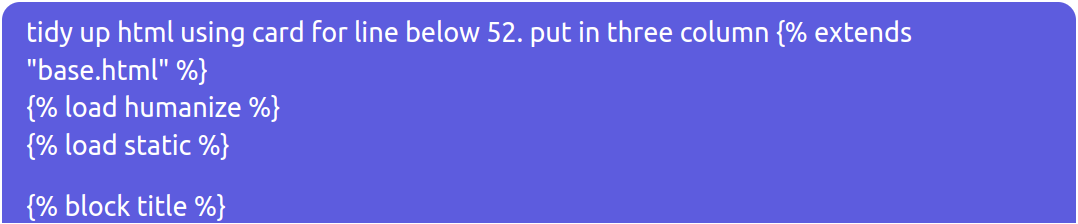 tidy up html using card for line below 52. put in three column {% extends
"base.html" %}
{% load humanize %}
{% load static %}
{% block title %}